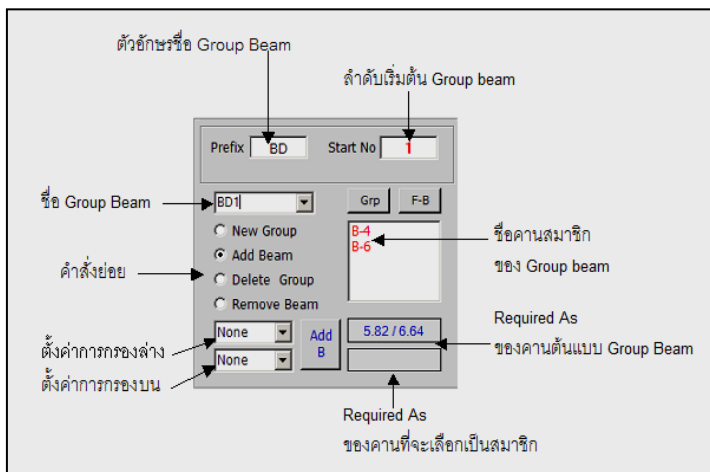 ตัวอักษรชื่อ Group Beam
ลำดับเริ่มต้น Group beam
Prefix BD Start No 1
ชื่อ Group Beam
BD1 Grp F-B
New Group
Add Beam
Delete Group
Remove Beam
B-4
B-6
ชื่อคานสมาชิก
ของ Group beam
คำสั่งย่อย
None
None
Add
B
5.82 / 6.64
ตั้งค่าการกรองล่าง
ตั้งค่าการกรองบน
Required As
ของคานต้นแบบ Group Beam
Required As
ของคานที่จะเลือกเป็นสมาชิก